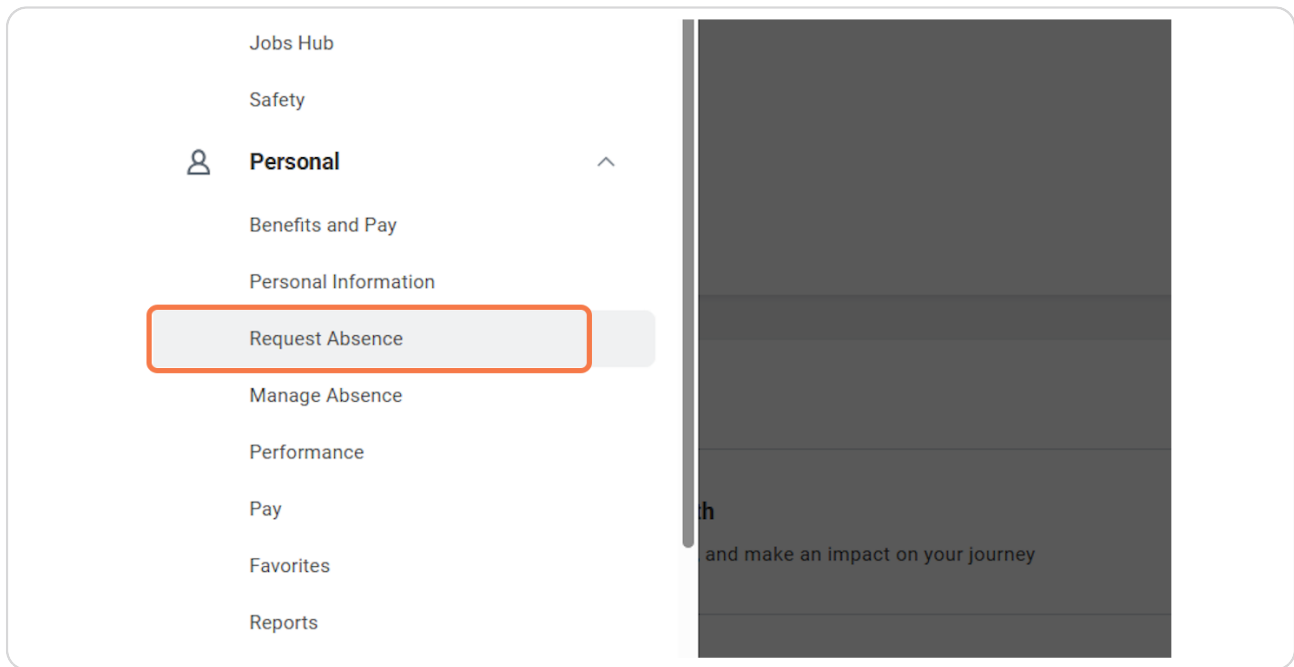 Jobs Hub
Safety
Personal
Benefits and Pay
Personal Information
Request Absence
Manage Absence
Performance
Pay
th
and make an impact on your journey
Favorites
Reports